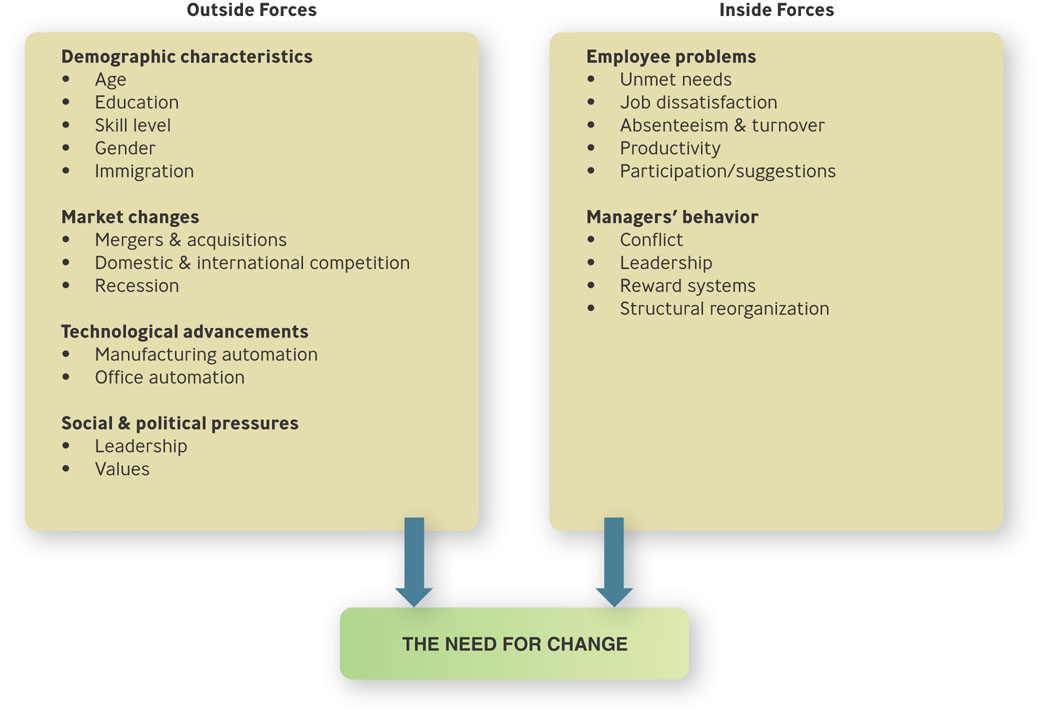 Outside Forces
Demographic characteristics
• Age
• Education
• Skill level
• Gender
• Immigration
Market changes
• Mergers & acquisitions
• Domestic & international competition
• Recession
Technological advancements
• Manufacturing automation
• Office automation
Social & political pressures
• Leadership
• Values
Inside Forces
Employee problems
• Unmet needs
• Job dissatisfaction
• Absenteeism & turnover
• Productivity
• Participation/suggestions
Managers’ behavior
• Conflict
• Leadership
• Reward systems
• Structural reorganization
THE NEED FOR CHANGE